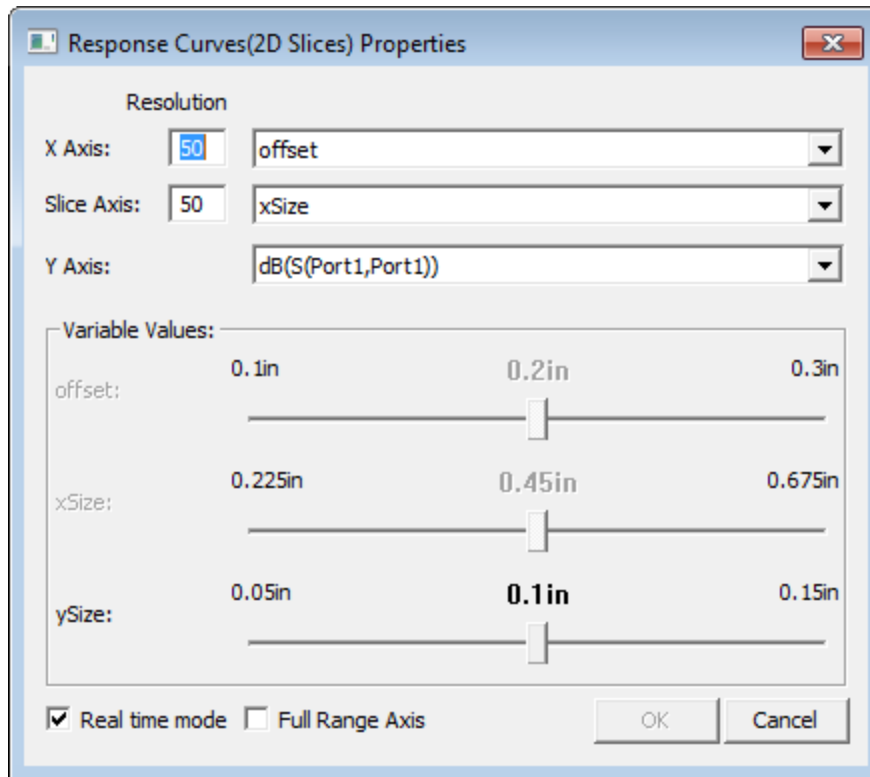 Response Curves(2D Slices) Properties
Resolution
X Axis: 50 offset
Slice Axis: 50 xSize
Y Axis: dB(S(Port1,Port1))
Variable Values:
offset: 0.1in 0.2in 0.3in
xSize: 0.225in 0.45in 0.675in
ySize: 0.05in 0.1in 0.15in
Real time mode Full Range Axis OK Cancel